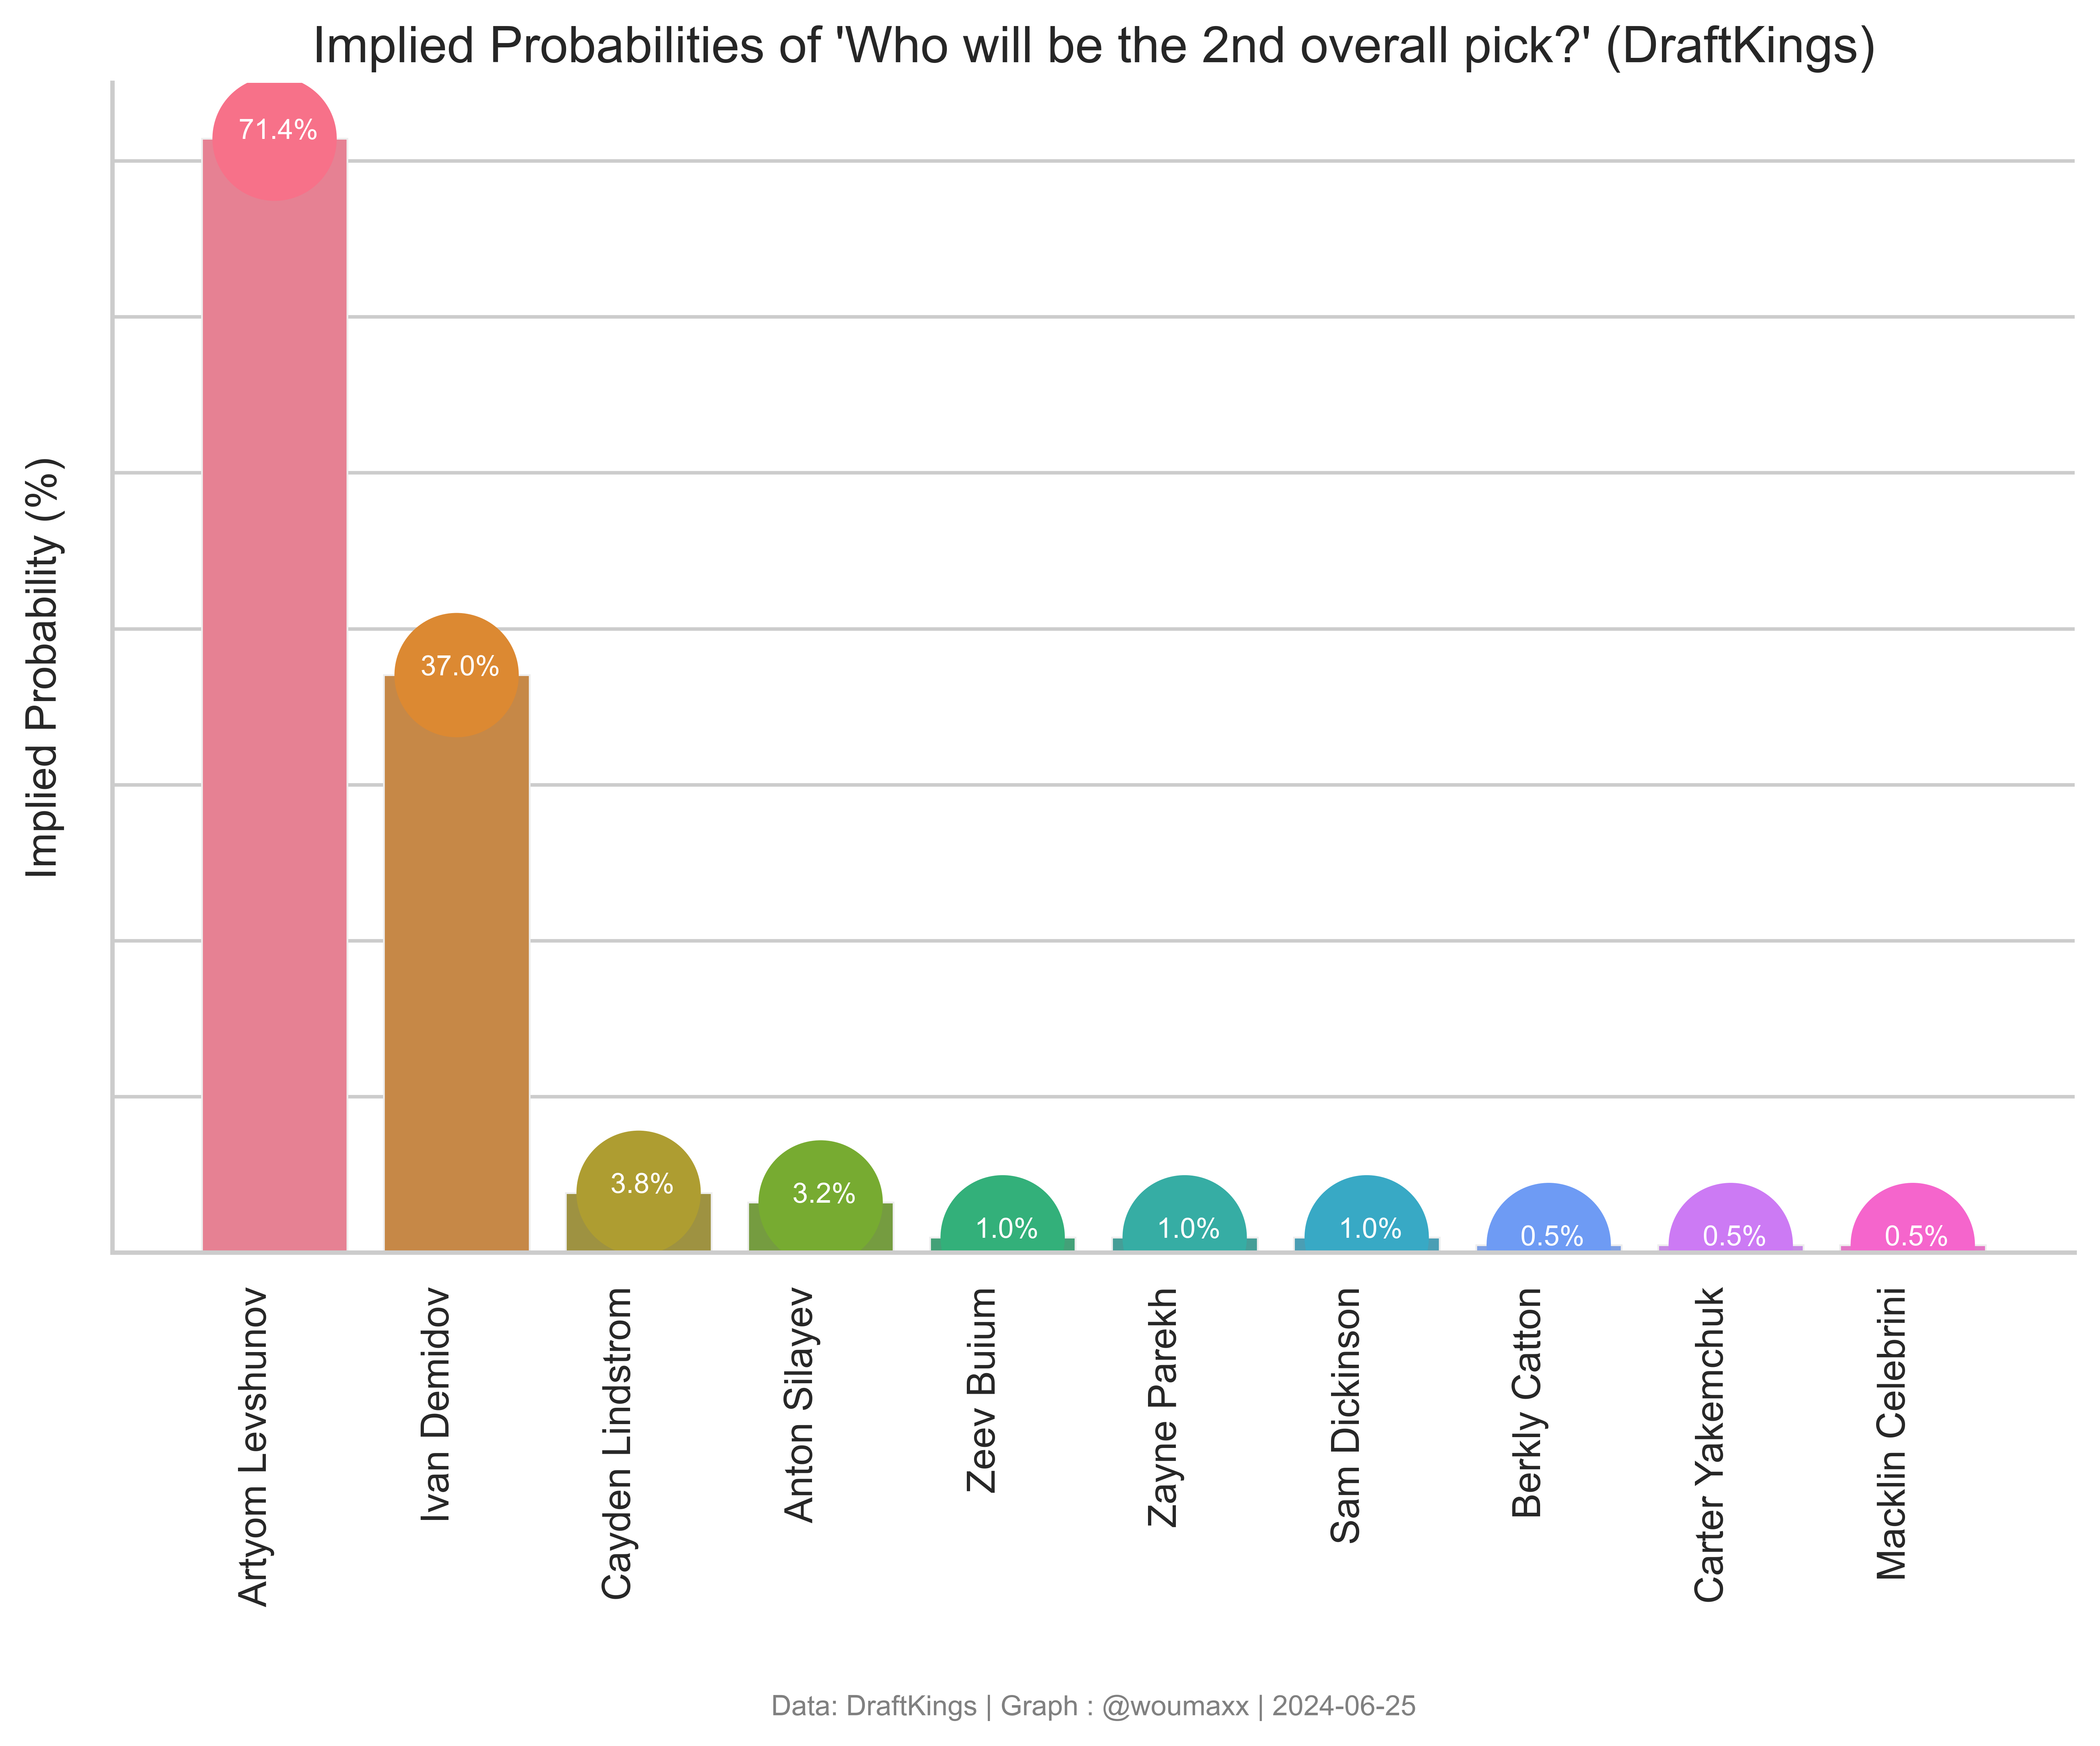 Implied Probabilities of 'Who will be the 2nd overall pick?' (DraftKings)
Implied Probability (%)
71.4%
37.0%
3.8%
3.2%
1.0%
1.0%
1.0%
0.5%
0.5%
0.5%
Artyom Levshunov
Ivan Demidov
Cayden Lindstrom
Anton Silayev
Zeev Buium
Zayne Parekh
Sam Dickinson
Berkly Catton
Carter Yakemchuk
Macklin Celebrini
Data: DraftKings | Graph : @woumaxx | 2024-06-25